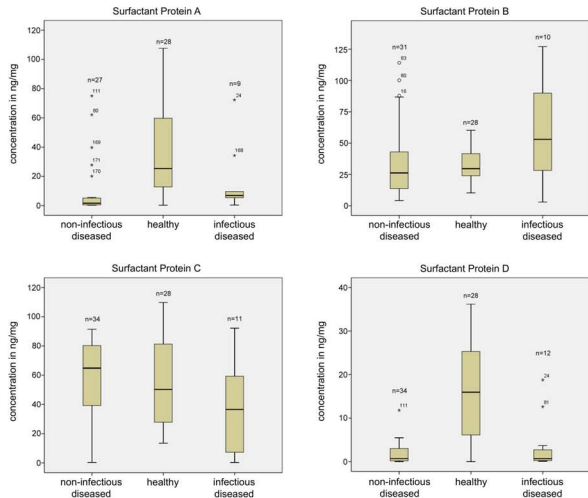 Surfactant Protein A
concentration in ng/mg
120
100
80
60
40
20
0
n=27
111
80
169
171
170
n=28
n=9
24
188
non-infectious
diseased
healthy
infectious
diseased
Surfactant Protein B
concentration in ng/mg
125
100
75
50
25
0
n=31
83
80
16
n=28
n=10
non-infectious
diseased
healthy
infectious
diseased
Surfactant Protein C
concentration in ng/mg
120
100
80
60
40
20
0
n=34
n=28
n=11
non-infectious
diseased
healthy
infectious
diseased
Surfactant Protein D
concentration in ng/mg
40
30
20
10
0
n=34
111
n=28
n=12
24
81
non-infectious
diseased
healthy
infectious
diseased